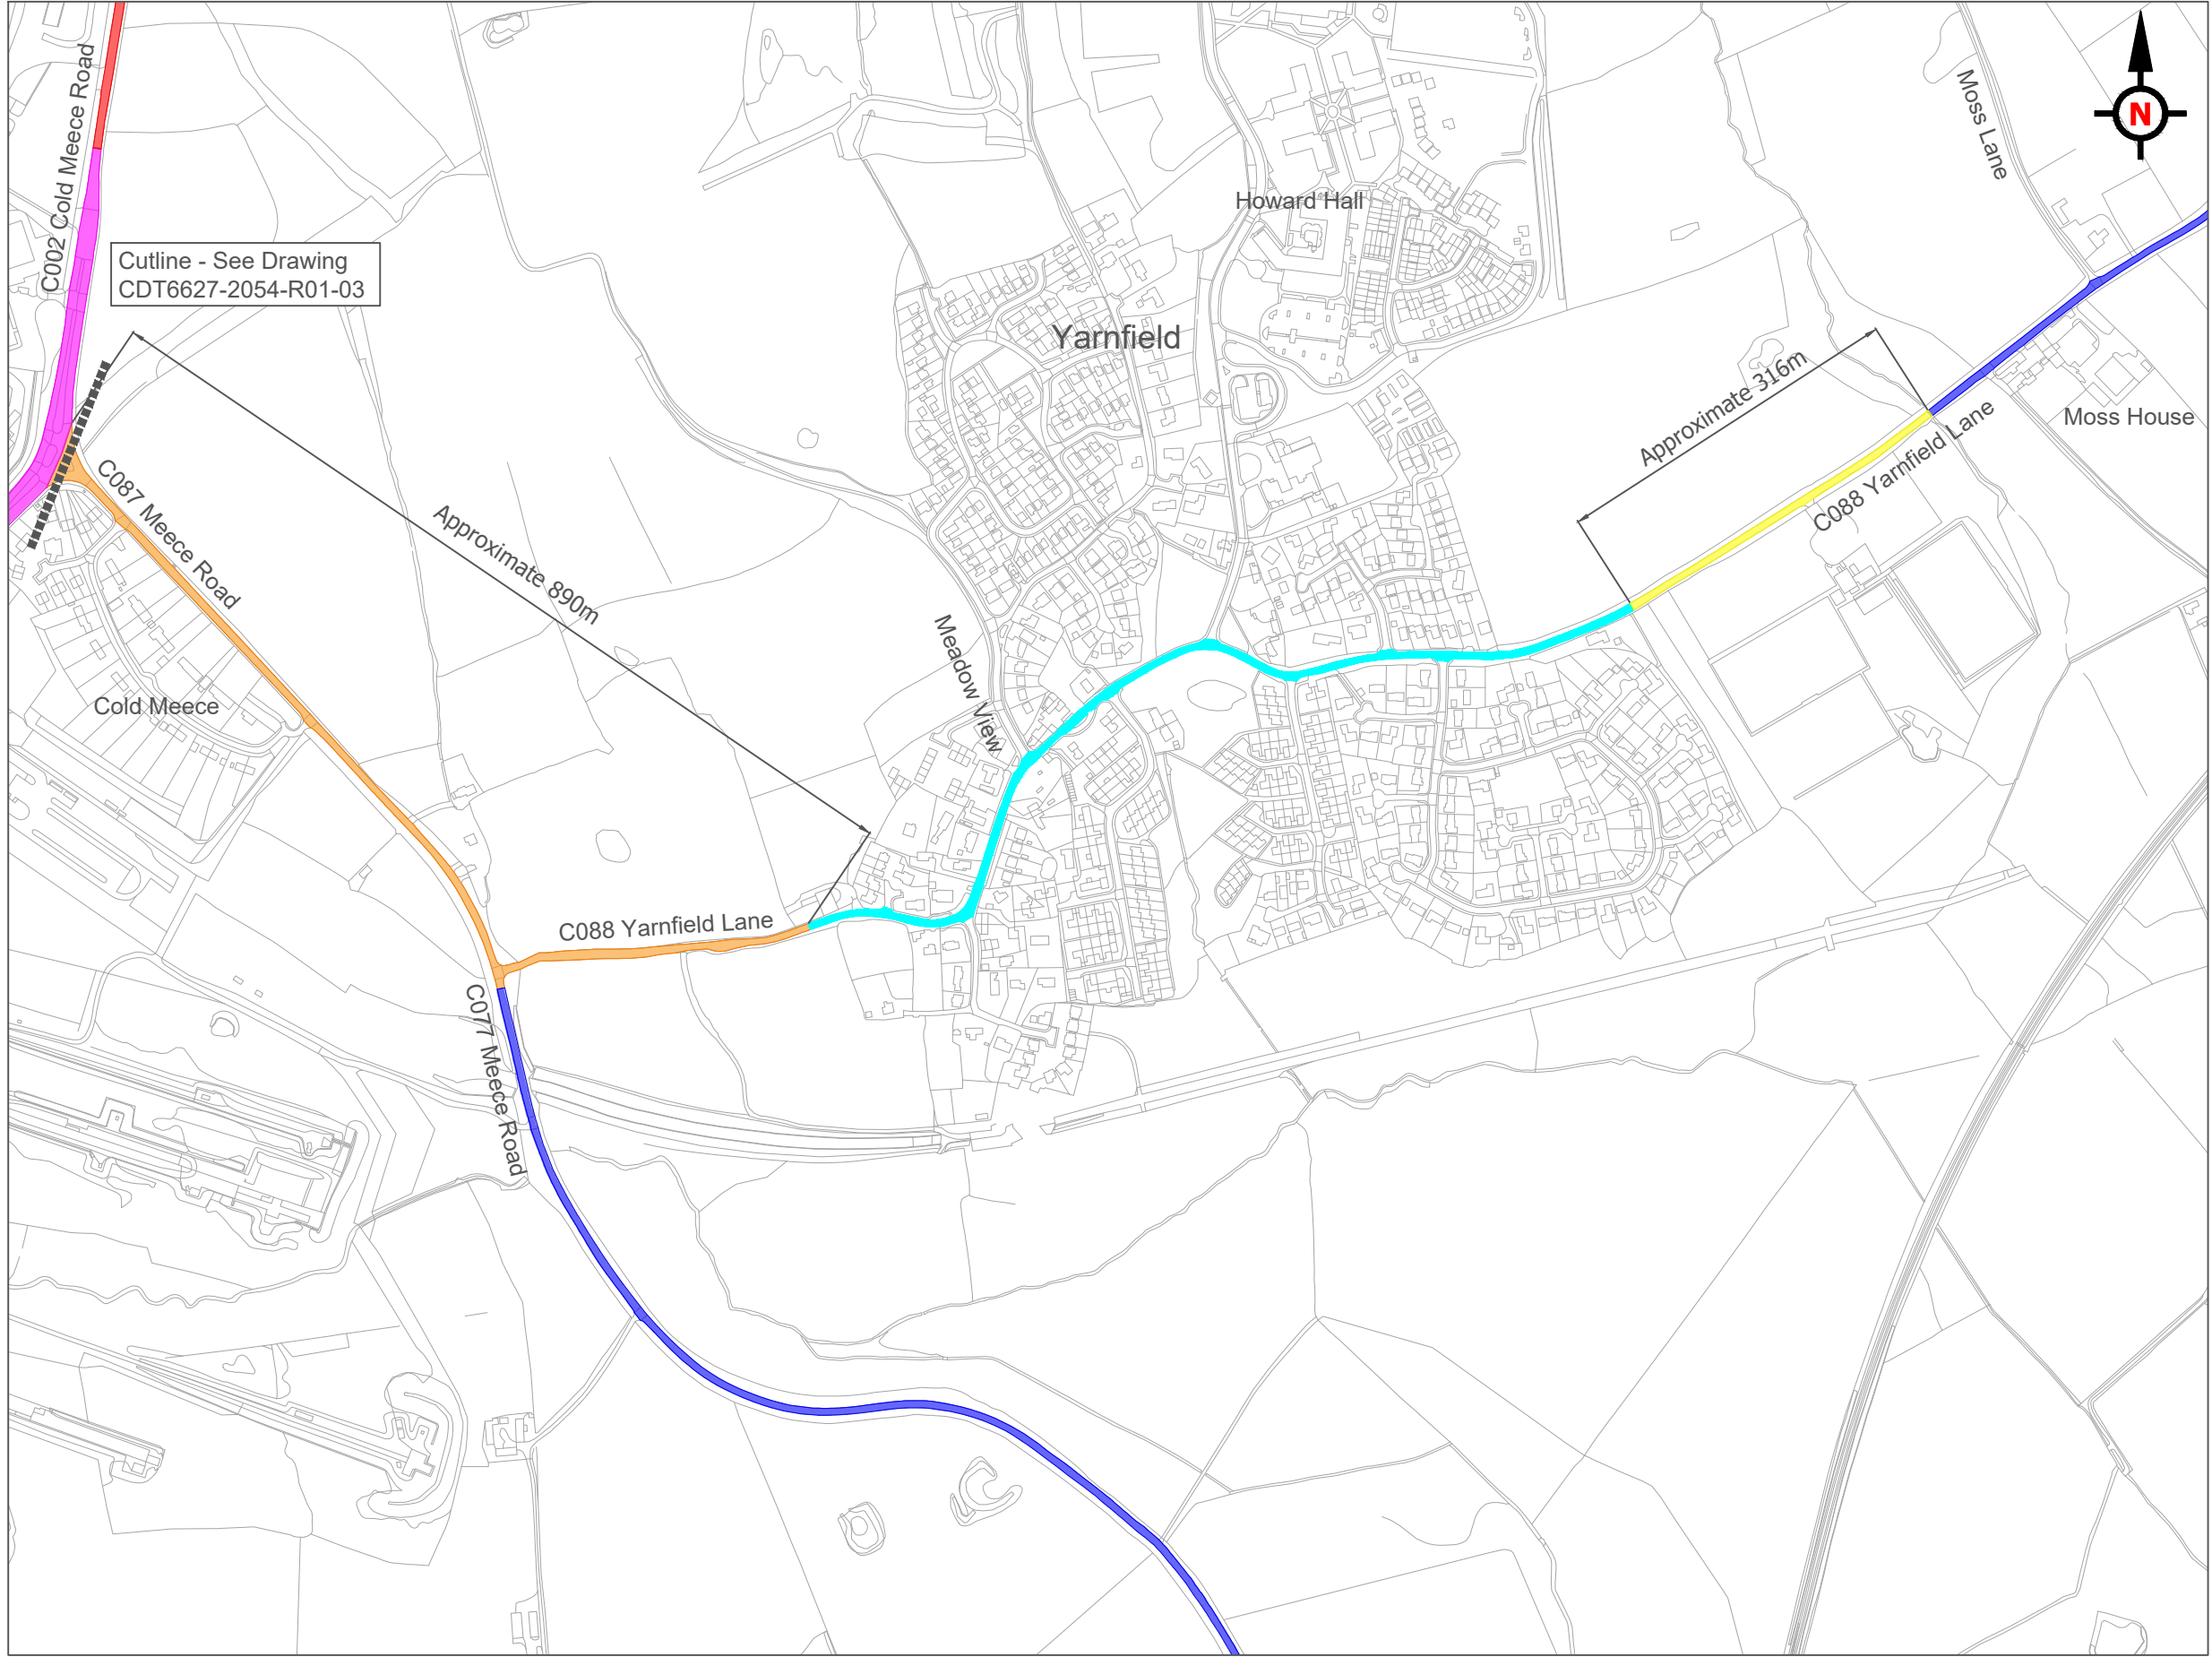 C002 Cold Meece Road
Cutline - See Drawing
CDT6627-2054-R01-03
Moss Lane
N
Howard Hall
Yarnfield
Approximate 316m
Moss House
C088 Yarnfield Lane
C087 Meece Road
Approximate 890m
Cold Meece
Meadow View
C088 Yarnfield Lane
C077 Meece Road